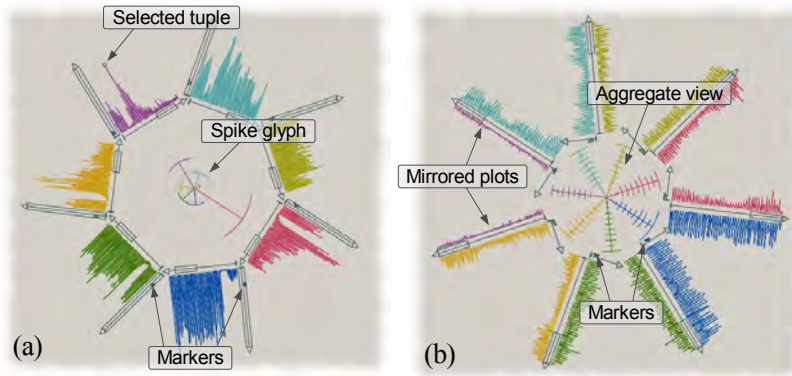 Selected tuple
Spike glyph
Markers
(a)
Aggregate view
Mirrored plots
Markers
(b)